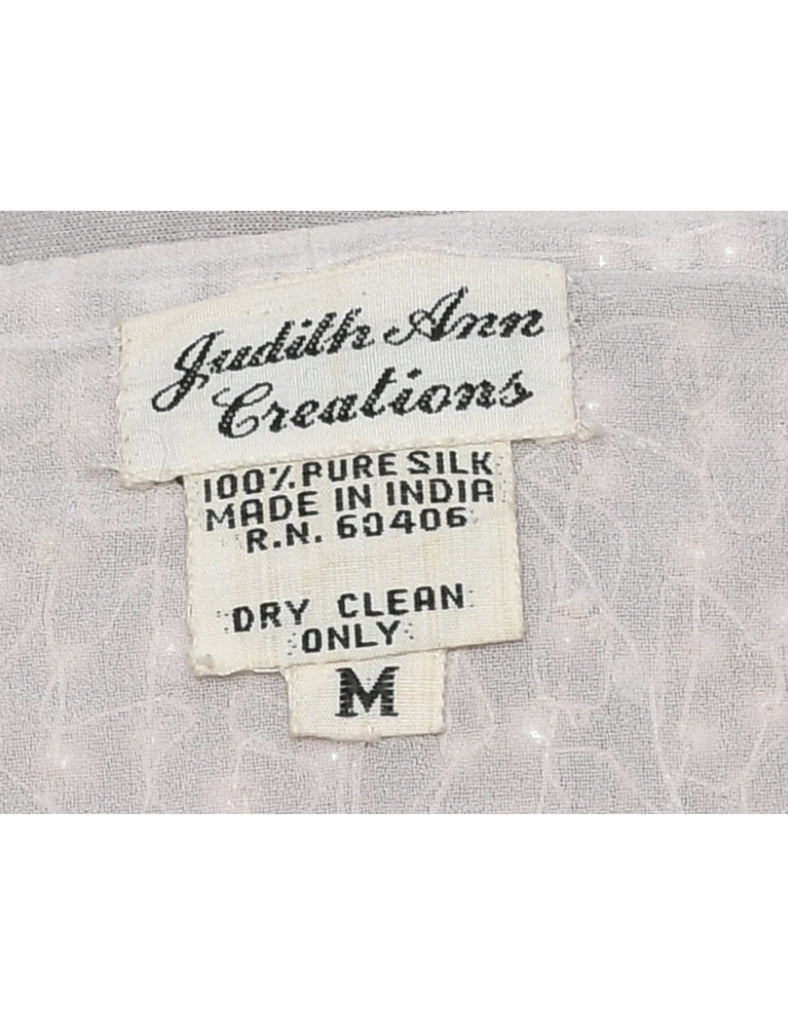 Judith Ann
Creations
100% PURE SILK
MADE IN INDIA
R.N. 60406
DRY CLEAN
ONLY
M